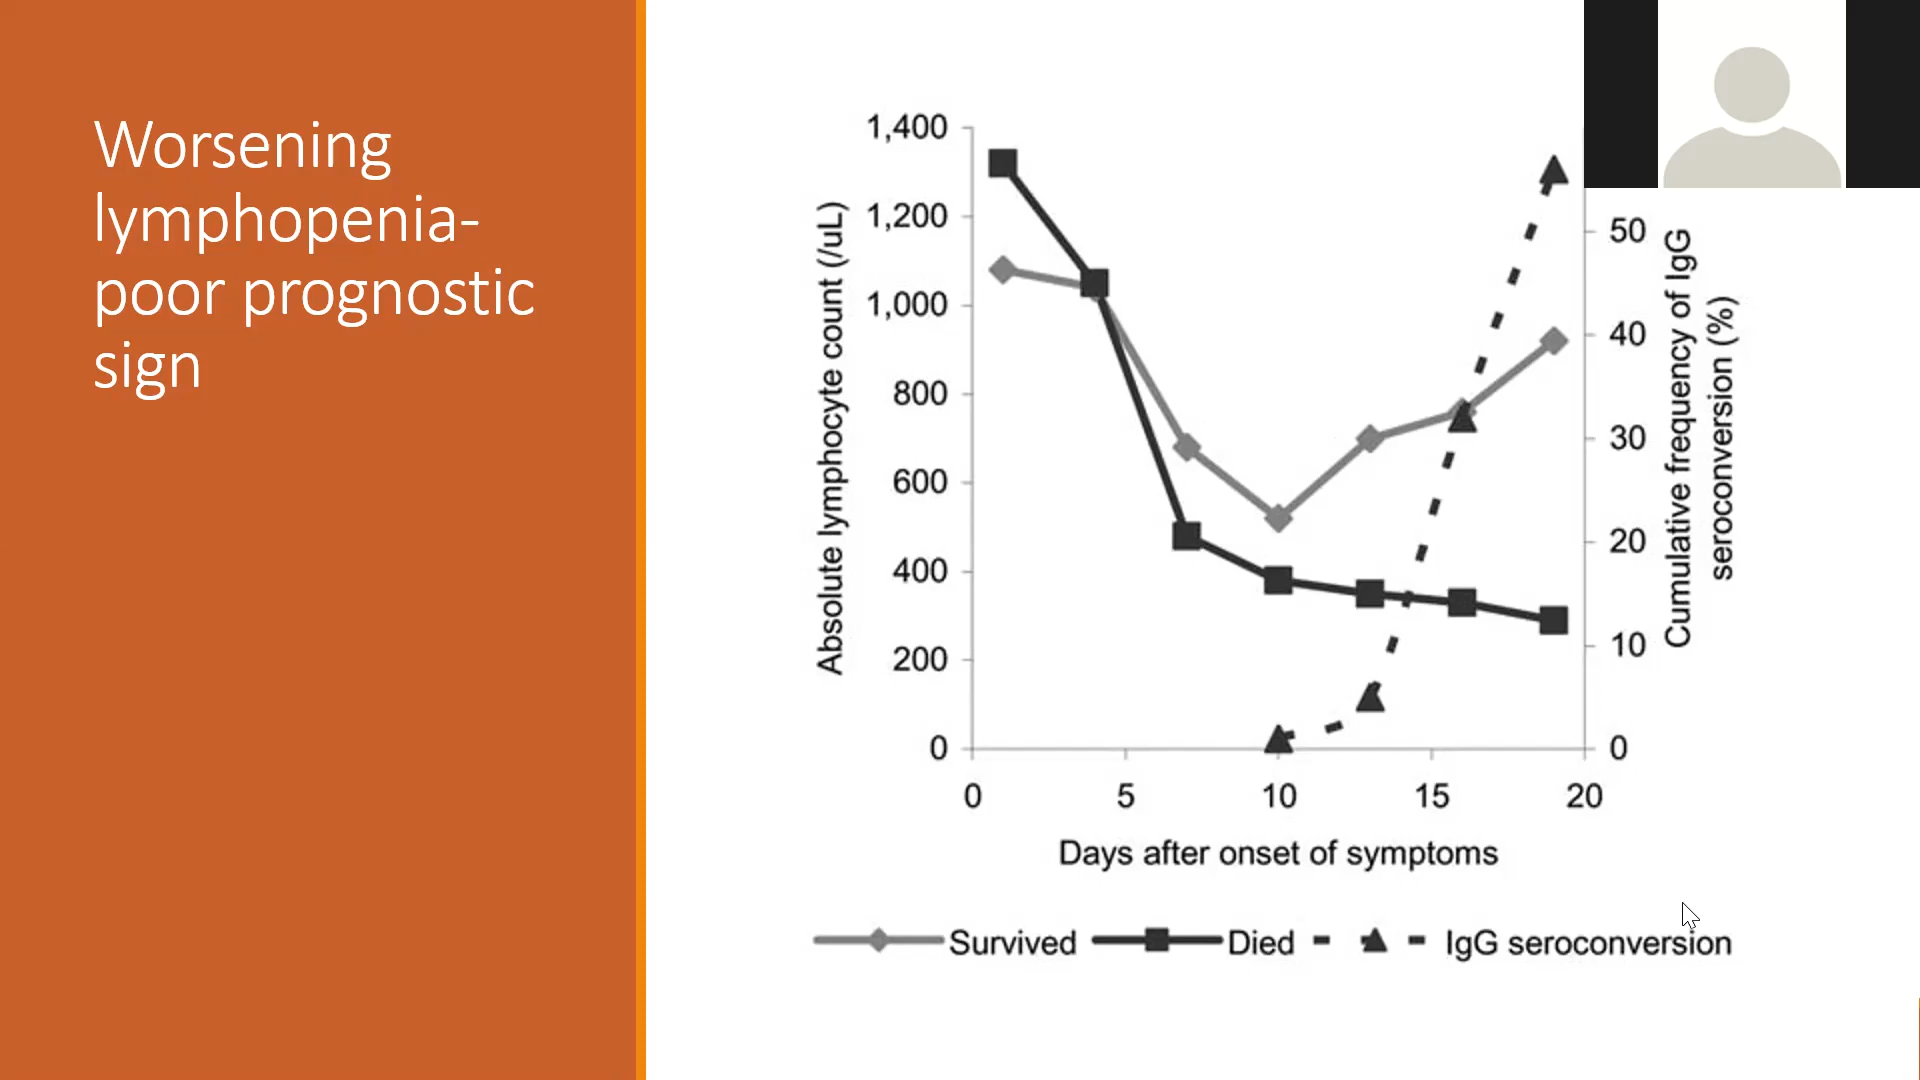 Worsening
lymphopenia-
poor prognostic
sign
Absolute lymphocyte count (/uL)
1,400
1,200
1,000
800
600
400
200
0
0
5
10
15
20
Days after onset of symptoms
50
40
30
20
10
0
Cumulative frequency of IgG
seroconversion (%)
Survived
Died
IgG seroconversion